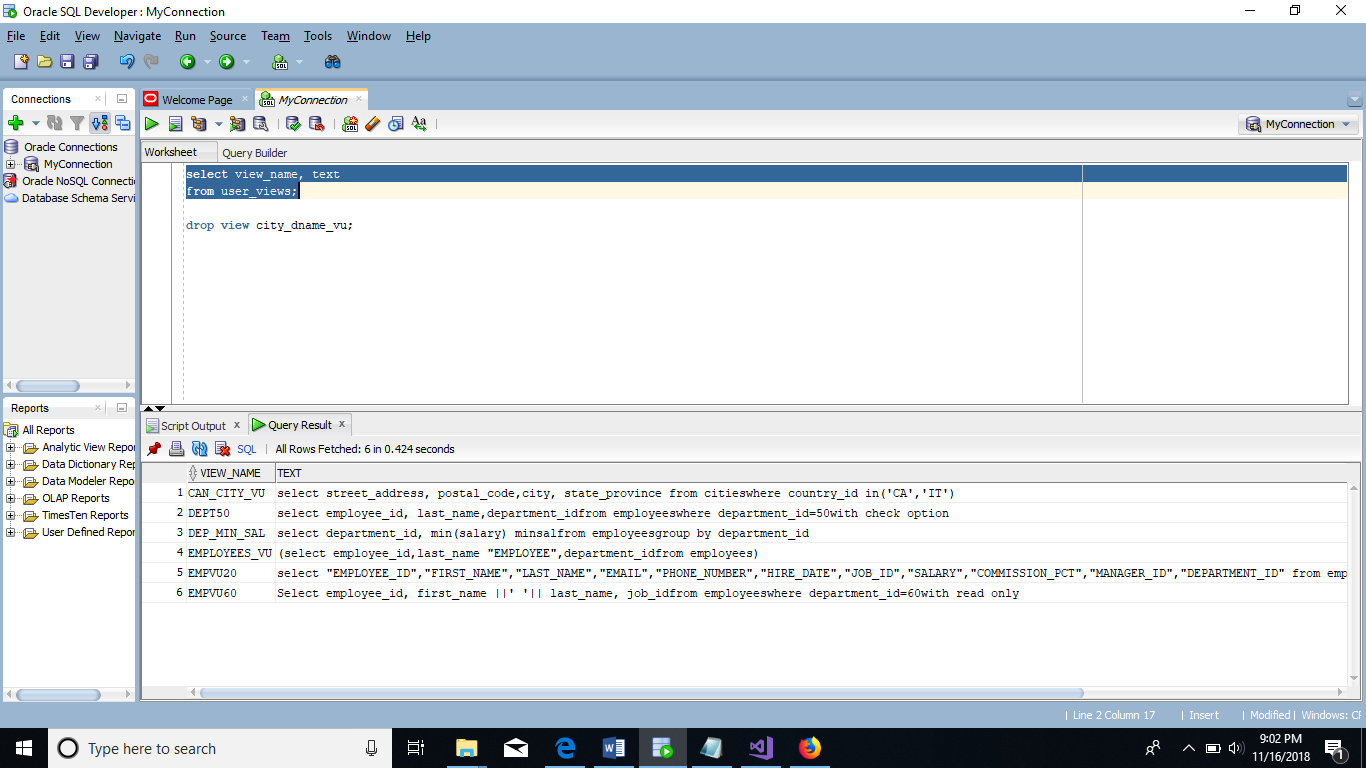 Oracle SQL Developer : MyConnection
File Edit View Navigate Run Source Team Tools Window Help
Connections
Welcome Page
MyConnection
MyConnection
Oracle Connections
MyConnection
Oracle NoSQL Connecti
Database Schema Servi
Worksheet
Query Builder
select view_name, text
from user_views;
drop view city_dname_vu;
Reports
All Reports
Analytic View Repor
Data Dictionary Rep
Data Modeler Repor
OLAP Reports
TimesTen Reports
User Defined Repor
Script Output
Query Result
SQL | All Rows Fetched: 6 in 0.424 seconds
VIEW_NAME TEXT
1 CAN_CITY_VU select street_address, postal_code,city, state_province from citieswhere country_id in('CA','IT')
2 DEPT50 select employee_id, last_name,department_idfrom employeeswhere department_id=50with check option
3 DEP_MIN_SAL select department_id, min(salary) minsalfrom employeesgroup by department_id
4 EMPLOYEES_VU (select employee_id,last_name "EMPLOYEE",department_idfrom employees)
5 EMPVU20 select "EMPLOYEE_ID","FIRST_NAME","LAST_NAME","EMAIL","PHONE_NUMBER","HIRE_DATE","JOB_ID","SALARY","COMMISSION_PCT","MANAGER_ID","DEPARTMENT_ID" from emp
6 EMPVU60 Select employee_id, first_name ||' '|| last_name, job_idfrom employeeswhere department_id=60with read only
| Line 2 Column 17 | Insert | Modified | Windows: CF
Type here to search
9:02 PM
11/16/2018
1